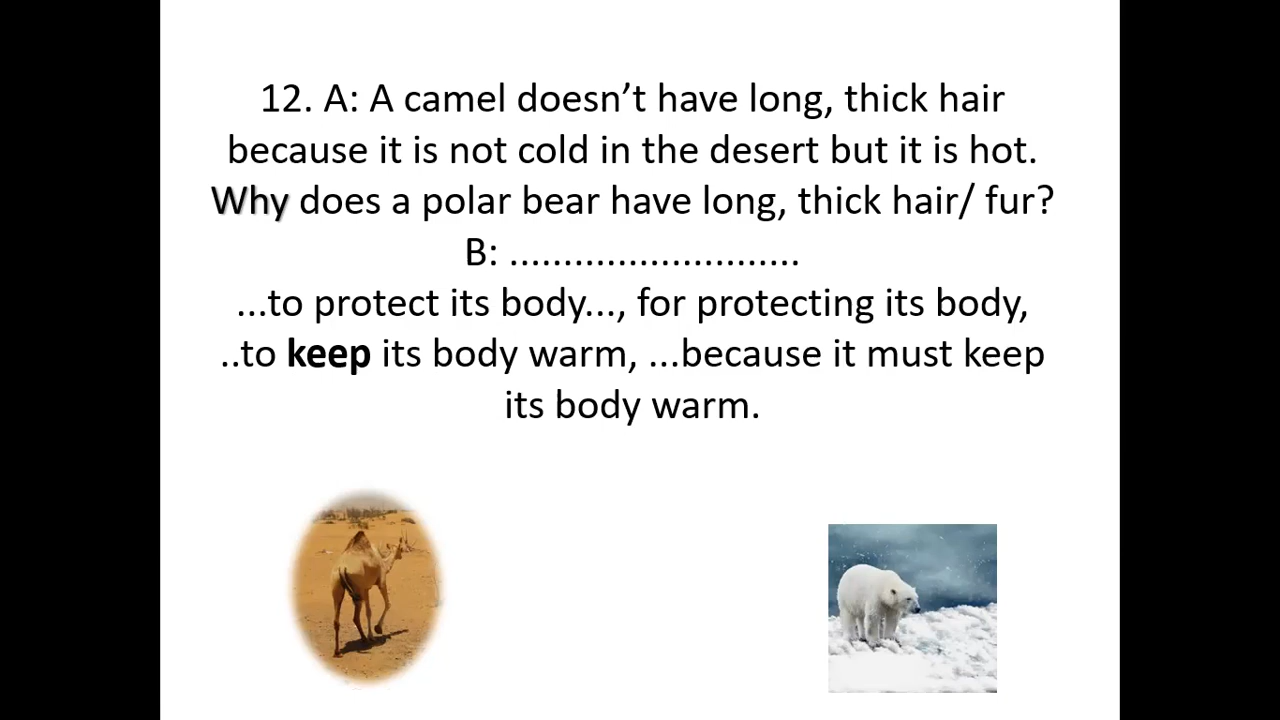 12. A: A camel doesn’t have long, thick hair
because it is not cold in the desert but it is hot.
Why does a polar bear have long, thick hair/ fur?
B: ...........................
...to protect its body..., for protecting its body,
..to keep its body warm, ...because it must keep
its body warm.